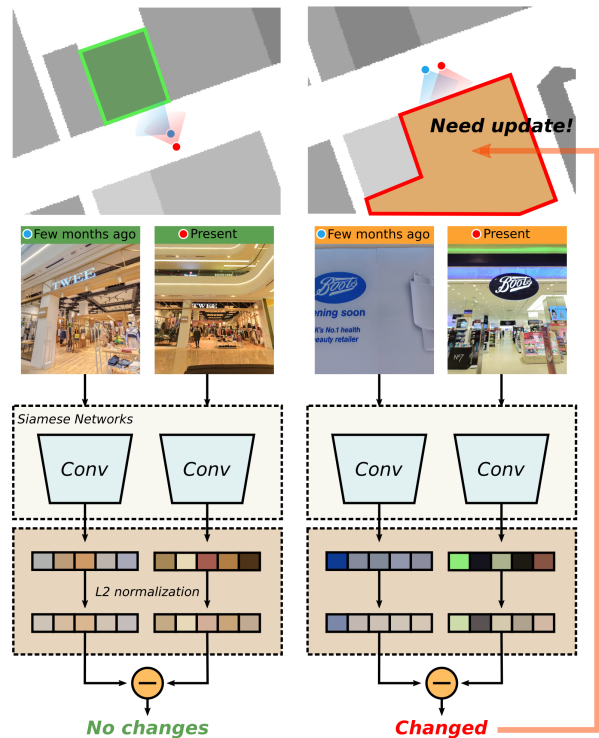 Need update!
Few months ago
Present
Few months ago
Present
TWEE
TWEE
Boots
ening soon
K's No.1 health
eauty retailer
Boots
N°7
Siamese Networks
Conv
Conv
Conv
Conv
L2 normalization
No changes
Changed